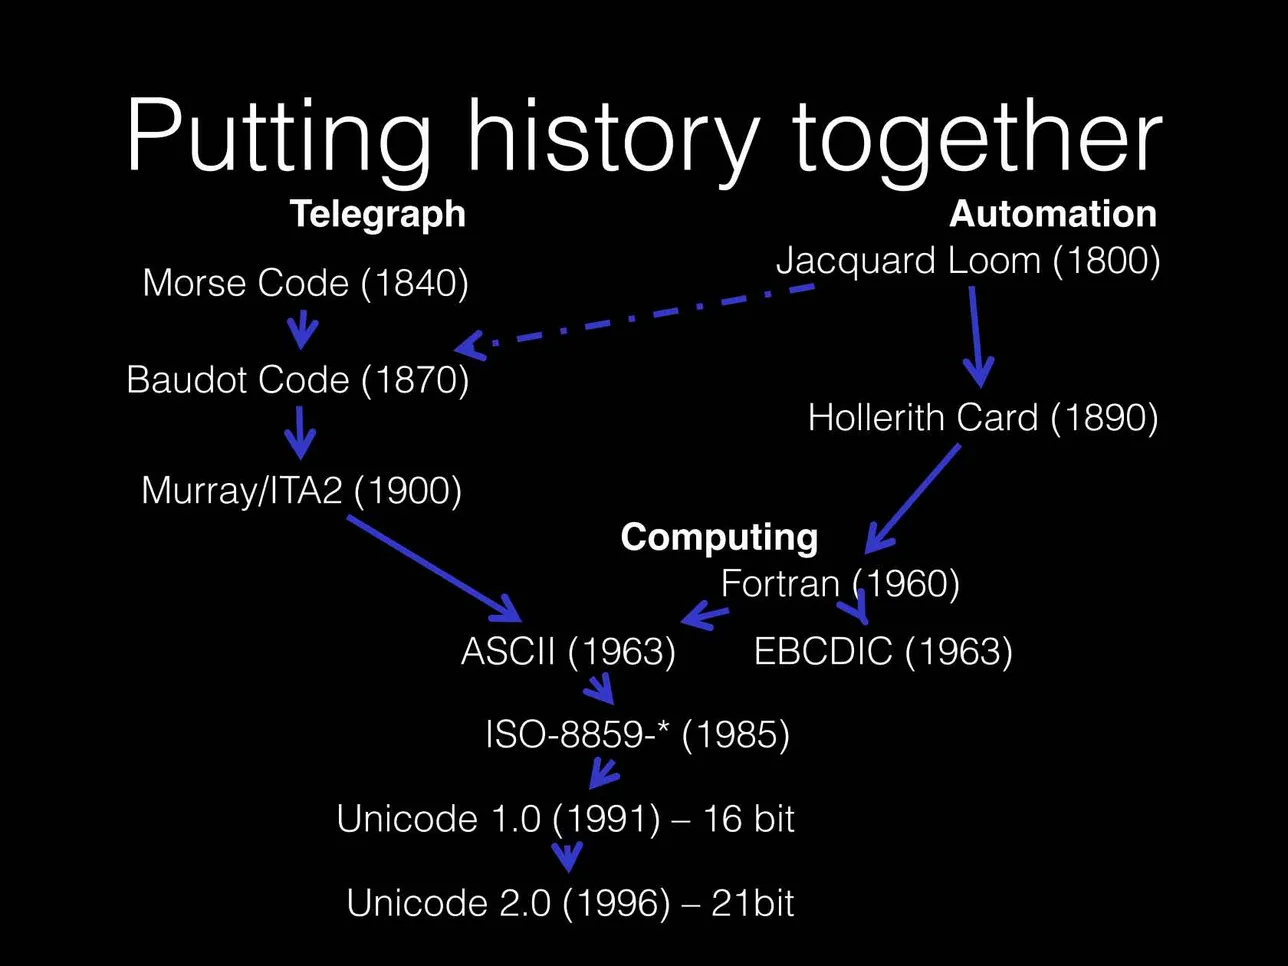 Putting history together
Telegraph
Morse Code (1840)
Baudot Code (1870)
Murray/ITA2 (1900)
Automation
Jacquard Loom (1800)
Hollerith Card (1890)
Computing
Fortran (1960)
ASCII (1963)
EBCDIC (1963)
ISO-8859-* (1985)
Unicode 1.0 (1991) – 16 bit
Unicode 2.0 (1996) – 21bit